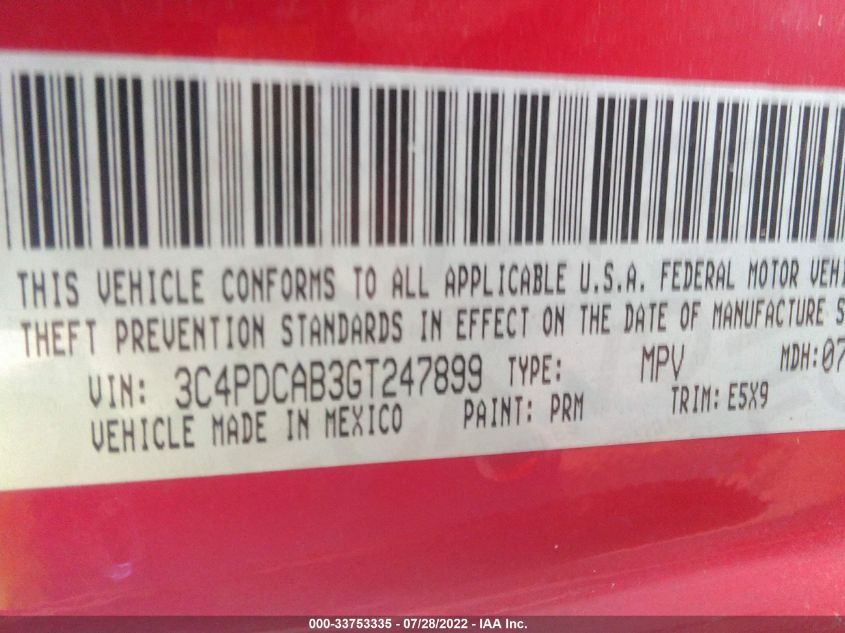 THIS VEHICLE CONFORMS TO ALL APPLICABLE U.S.A. FEDERAL MOTOR VEHI
THEFT PREVENTION STANDARDS IN EFFECT ON THE DATE OF MANUFACTURE S
VIN: 3C4PDCAB3GT247899 TYPE: MPV MDH:07
VEHICLE MADE IN MEXICO PAINT: PRM TRIM: E5X9
000-33753335 - 07/28/2022 - IAA Inc.